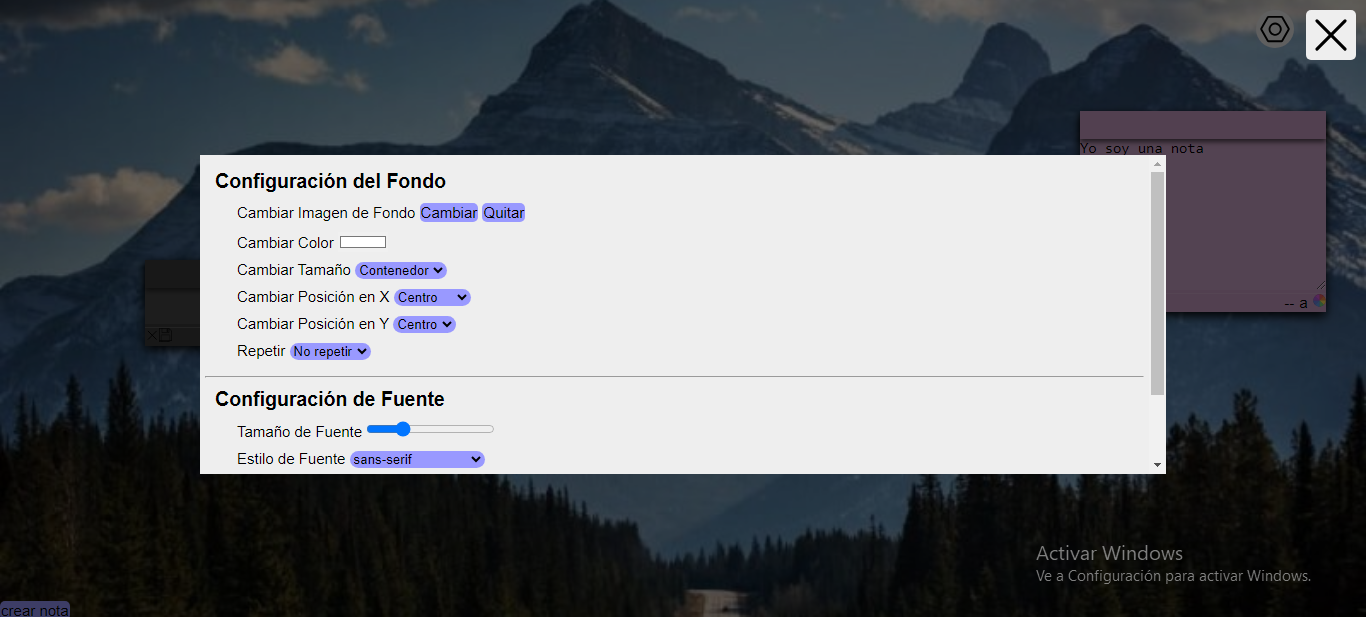 Yo soy una nota
Configuración del Fondo
Cambiar Imagen de Fondo Cambiar Quitar
Cambiar Color
Cambiar Tamaño Contenedor
Cambiar Posición en X Centro
Cambiar Posición en Y Centro
Repetir No repetir
-- a
Configuración de Fuente
Tamaño de Fuente
Estilo de Fuente sans-serif
Activar Windows
Ve a Configuración para activar Windows.
crear nota